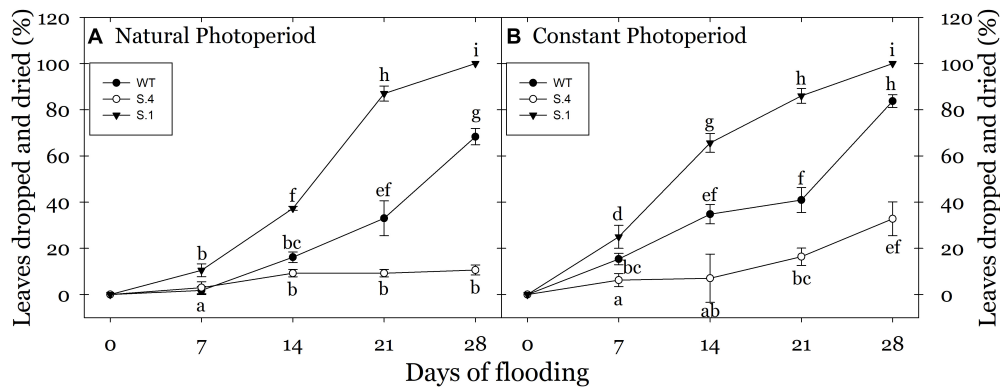 Leaves dropped and dried (%)
120
100
80
60
40
20
0
A Natural Photoperiod
WT
S.4
S.1
b
a
f
bc
b
h
ef
b
i
g
b
0 7 14 21 28
B Constant Photoperiod
WT
S.4
S.1
d
bc
a
g
ef
ab
h
f
bc
i
h
ef
0 7 14 21 28
120
100
80
60
40
20
0
Leaves dropped and dried (%)
Days of flooding